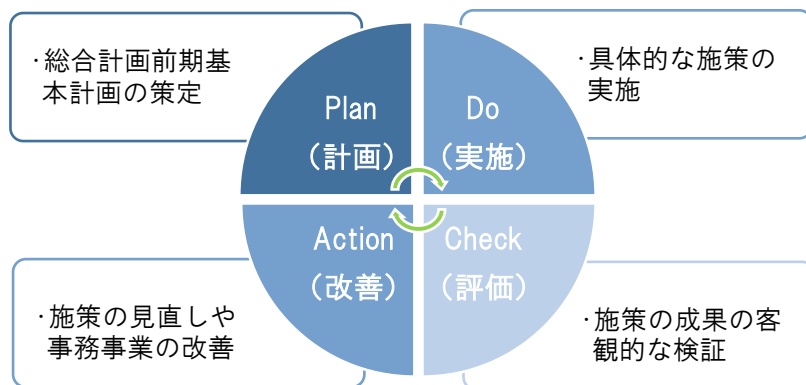 ・総合計画前期基
本計画の策定
Plan
（計画）
Do
（実施）
・具体的な施策の
実施
・施策の見直しや
事務事業の改善
Action
（改善）
Check
（評価）
・施策の成果の客
観的な検証